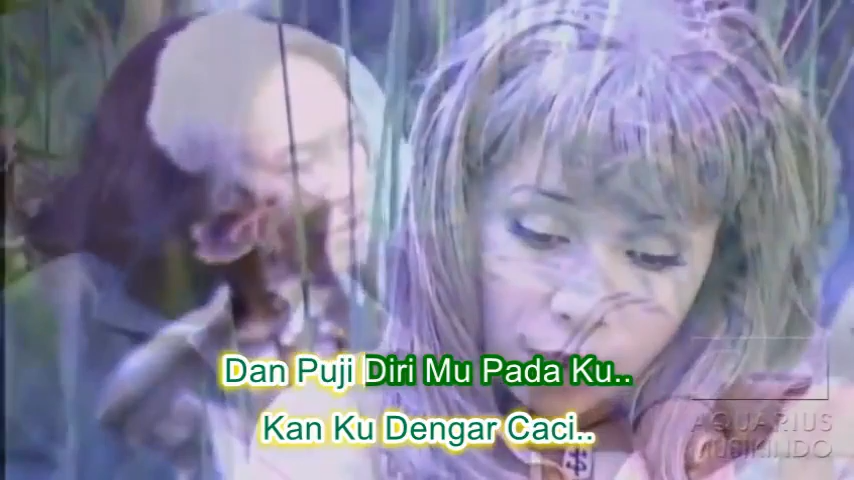 Dan Puji Diri Mu Pada Ku..
Kan Ku Dengar Caci..
AQUARIUS
MUSIKINDO